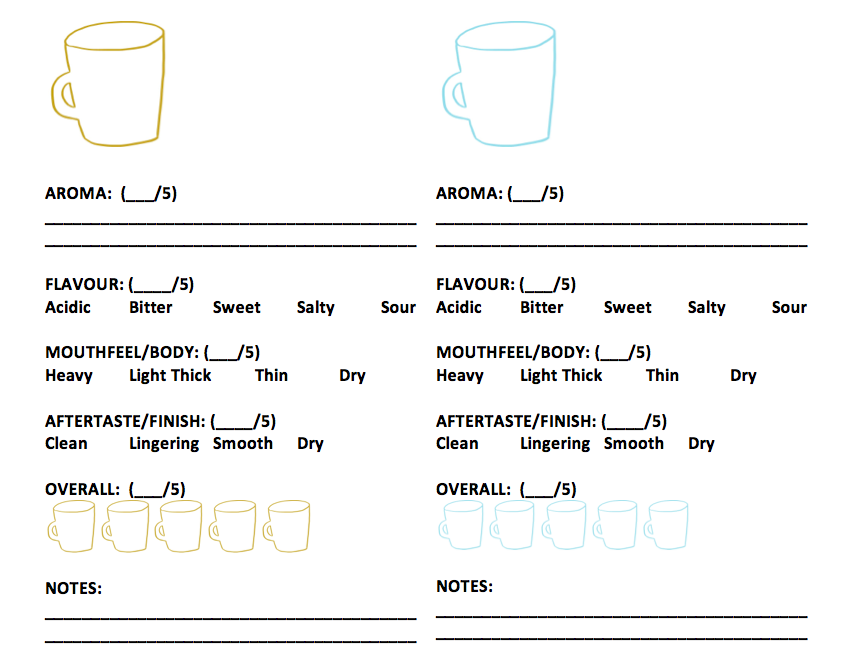 AROMA:  (___/5)
________________________________________
________________________________________
FLAVOUR: (____/5)
Acidic Bitter Sweet Salty Sour
MOUTHFEEL/BODY: (___/5)
Heavy Light Thick Thin Dry
AFTERTASTE/FINISH: (____/5)
Clean Lingering Smooth Dry
OVERALL:  (___/5)
NOTES:
________________________________________
________________________________________
AROMA: (___/5)
________________________________________
________________________________________
FLAVOUR: (___/5)
Acidic Bitter Sweet Salty Sour
MOUTHFEEL/BODY: (___/5)
Heavy Light Thick Thin Dry
AFTERTASTE/FINISH: (____/5)
Clean Lingering Smooth Dry
OVERALL:  (___/5)
NOTES:
________________________________________
________________________________________